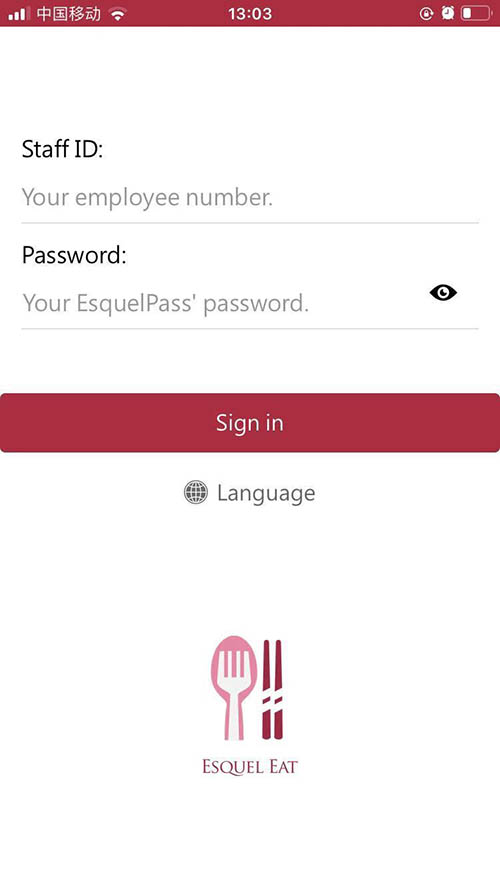 中国移动 13:03
Staff ID:
Your employee number.
Password:
Your EsquelPass' password.
Sign in
Language
ESQUEL EAT